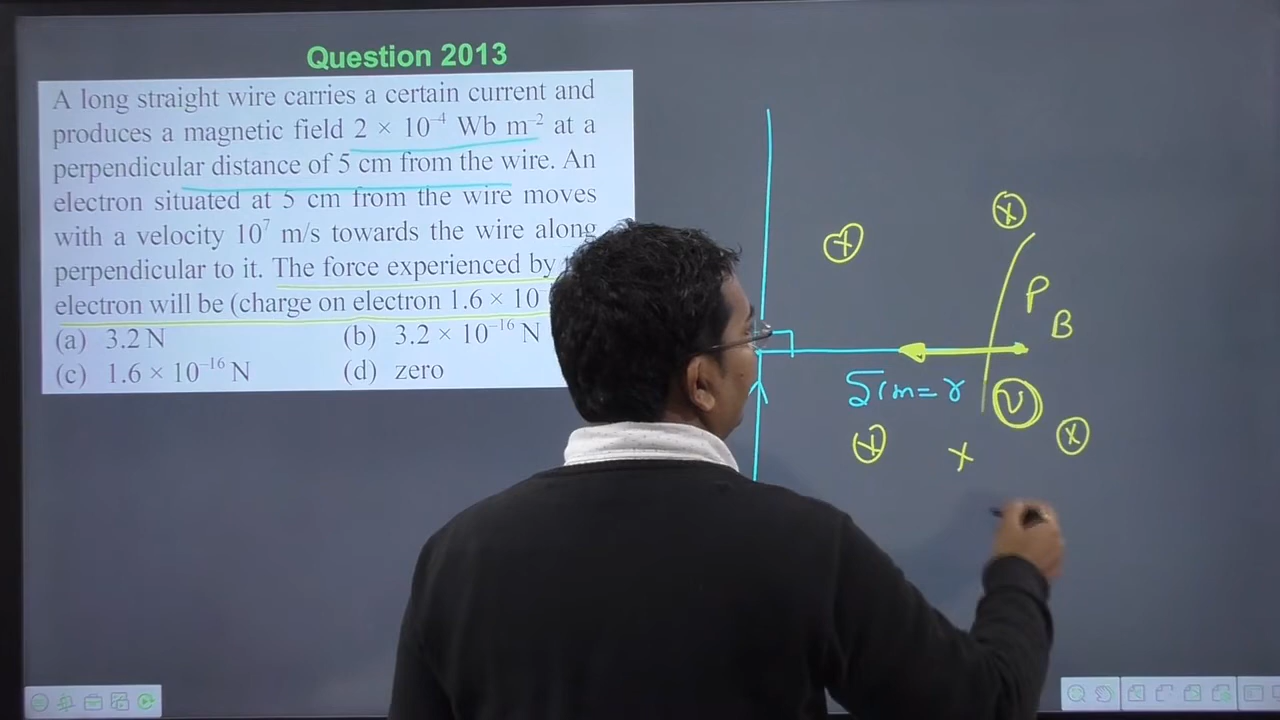 Question 2013
A long straight wire carries a certain current and
produces a magnetic field 2 × 10⁻⁴ Wb m⁻² at a
perpendicular distance of 5 cm from the wire. An
electron situated at 5 cm from the wire moves
with a velocity 10⁷ m/s towards the wire along
perpendicular to it. The force experienced by
electron will be (charge on electron 1.6 × 10
(a) 3.2 N (b) 3.2 × 10⁻¹⁶ N
(c) 1.6 × 10⁻¹⁶ N (d) zero
x
x
P
B
5cm = r
v
x
x
x